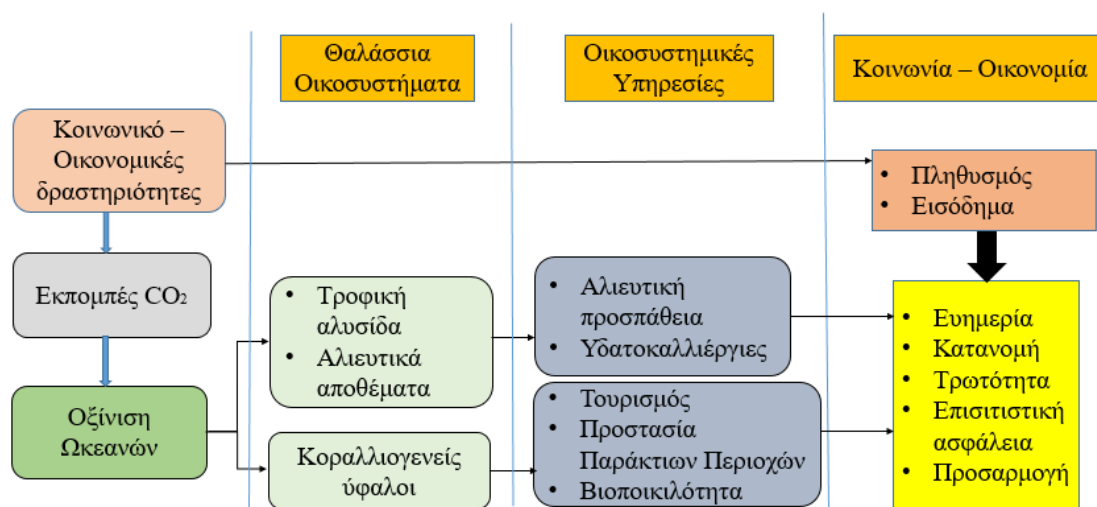 Θαλάσσια
Οικοσυστήματα
Οικοσυστημικές
Υπηρεσίες
Κοινωνία – Οικονομία
Κοινωνικό –
Οικονομικές
δραστηριότητες
• Πληθυσμός
• Εισόδημα
Εκπομπές CO₂
• Τροφική
αλυσίδα
• Αλιευτικά
αποθέματα
• Αλιευτική
προσπάθεια
• Υδατοκαλλιέργιες
• Ευημερία
• Κατανομή
• Τρωτότητα
• Επισιτιστική
ασφάλεια
• Προσαρμογή
Οξίνιση
Ωκεανών
Κοραλλιογενείς
ύφαλοι
• Τουρισμός
• Προστασία
Παράκτιων Περιοχών
• Βιοποικιλότητα